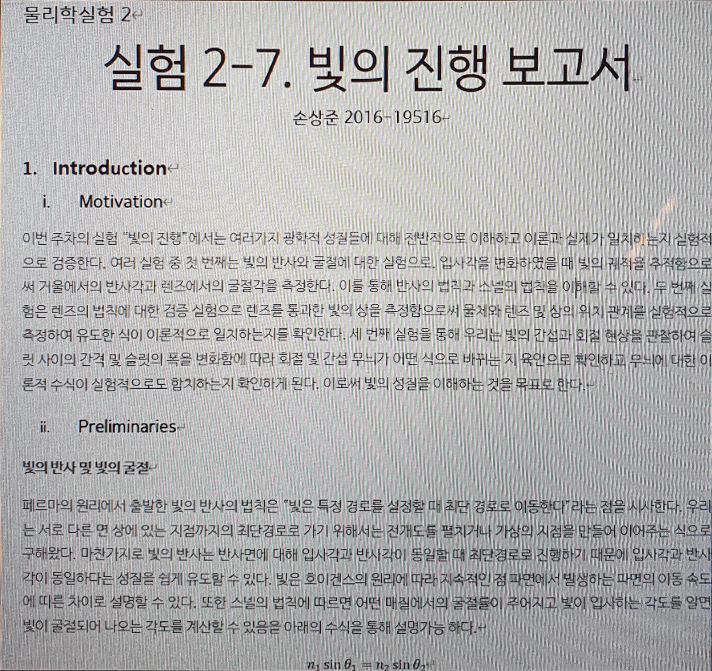 물리학실험 2
실험 2-7. 빛의 진행 보고서
손상준 2016-19516
1. Introduction
i. Motivation
이번 주차의 실험 “빛의 진행”에서는 여러가지 광학적 성질들에 대해 전반적으로 이해하고 이론과 실제가 일치하는지 실험적
으로 검증한다. 여러 실험 중 첫 번째는 빛의 반사와 굴절에 대한 실험으로, 입사각을 변화하였을 때 빛의 궤적을 추적함으로
써 거울에서의 반사각과 렌즈에서의 굴절각을 측정한다. 이를 통해 반사의 법칙과 스넬의 법칙을 이해할 수 있다. 두 번째 실
험은 렌즈의 법칙에 대한 검증 실험으로 렌즈를 통과한 빛의 상을 측정함으로써 물체와 렌즈 및 상의 위치 관계를 실험적으로
측정하여 유도한 식이 이론적으로 일치하는지를 확인한다. 세 번째 실험을 통해 우리는 빛의 간섭과 회절 현상을 관찰하여 슬
릿 사이의 간격 및 슬릿의 폭을 변화함에 따라 회절 및 간섭 무늬가 어떤 식으로 바뀌는 지 육안으로 확인하고 무늬에 대한 이
론적 수식이 실험적으로도 합치하는지 확인하게 된다. 이로써 빛의 성질을 이해하는 것을 목표로 한다.
ii. Preliminaries
빛의 반사 및 빛의 굴절
페르마의 원리에서 출발한 빛의 반사의 법칙은 “빛은 특정 경로를 설정할 때 최단 경로로 이동한다”라는 점을 시사한다. 우리
는 서로 다른 면 상에 있는 지점까지의 최단경로로 가기 위해서는 전개도를 펼치거나 가상의 지점을 만들어 이어주는 식으로
구해왔다. 마찬가지로 빛의 반사는 반사면에 대해 입사각과 반사각이 동일할 때 최단경로로 진행하기 때문에 입사각과 반사
각이 동일하다는 성질을 쉽게 유도할 수 있다. 빛은 호이겐스의 원리에 따라 지속적인 점 파면에서 발생하는 파면의 이동 속도
에 따른 차이로 설명할 수 있다. 또한 스넬의 법칙에 따르면 어떤 매질에서의 굴절률이 주어지고 빛이 입사하는 각도를 알면
빛이 굴절되어 나오는 각도를 계산할 수 있음을 아래의 수식을 통해 설명가능 하다.
n₁ sin θ₁ = n₂ sin θ₂